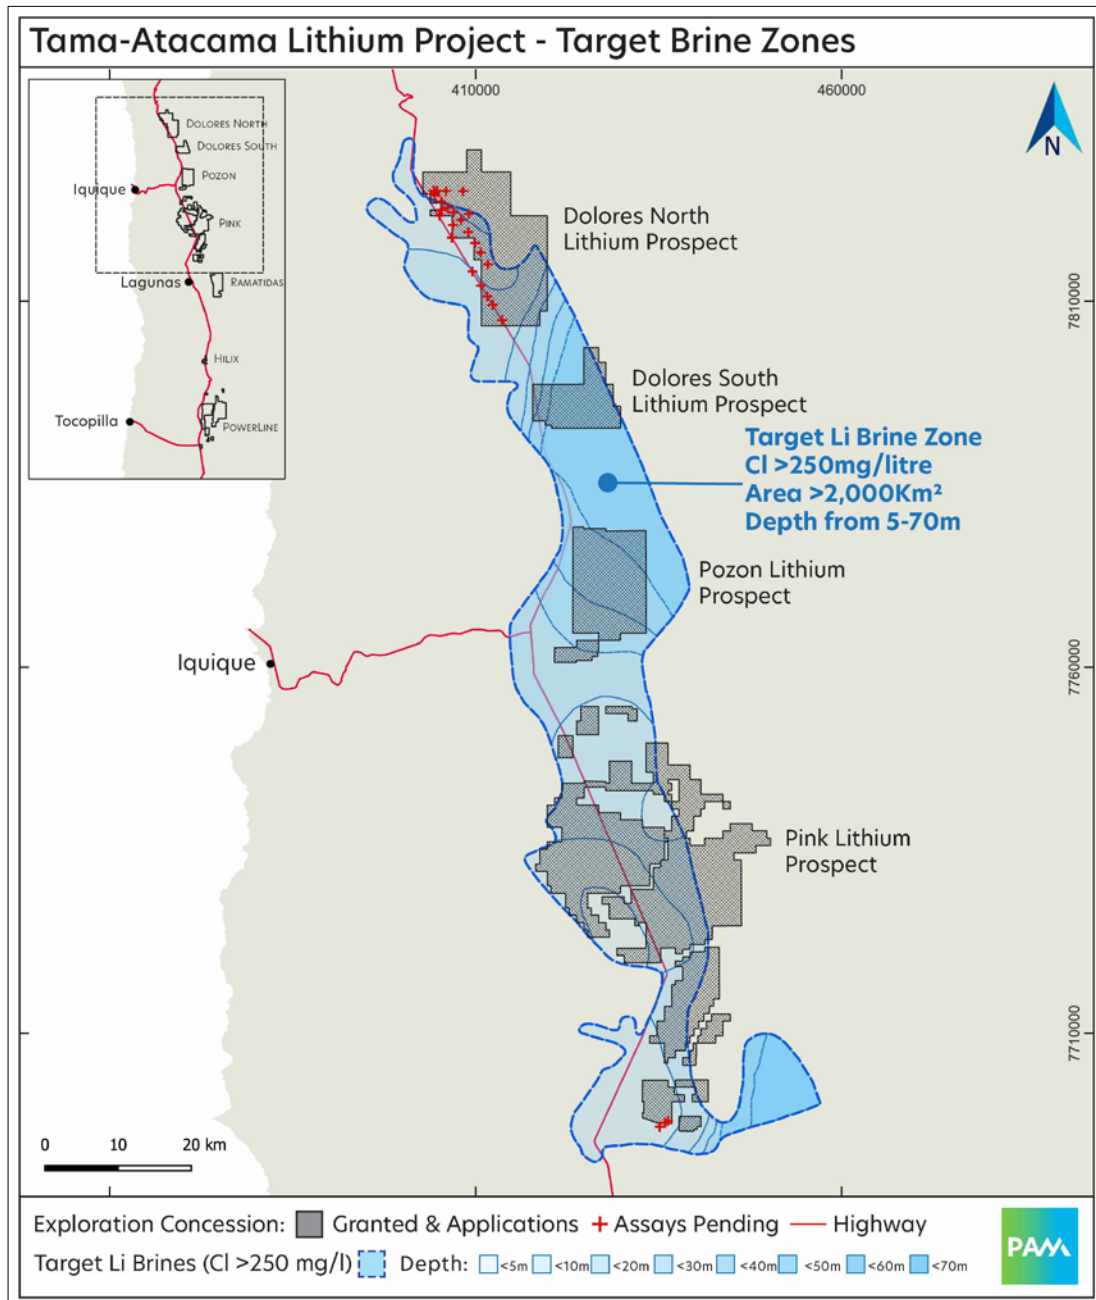 Tama-Atacama Lithium Project - Target Brine Zones
410000
460000
DOLORES NORTH
DOLORES SOUTH
POZON
Iquique
PINK
Lagunas
RAMATIDAS
HILIX
Tocopilla
POWERLINE
N
Dolores North
Lithium Prospect
7810000
Dolores South
Lithium Prospect
Target Li Brine Zone
Cl >250mg/litre
Area >2,000Km²
Depth from 5-70m
Pozon Lithium
Prospect
Iquique
7760000
Pink Lithium
Prospect
7710000
0 10 20 km
Exploration Concession: Granted & Applications + Assays Pending — Highway
Target Li Brines (Cl >250 mg/l) Depth: <5m <10m <20m <30m <40m <50m <60m <70m
PAM